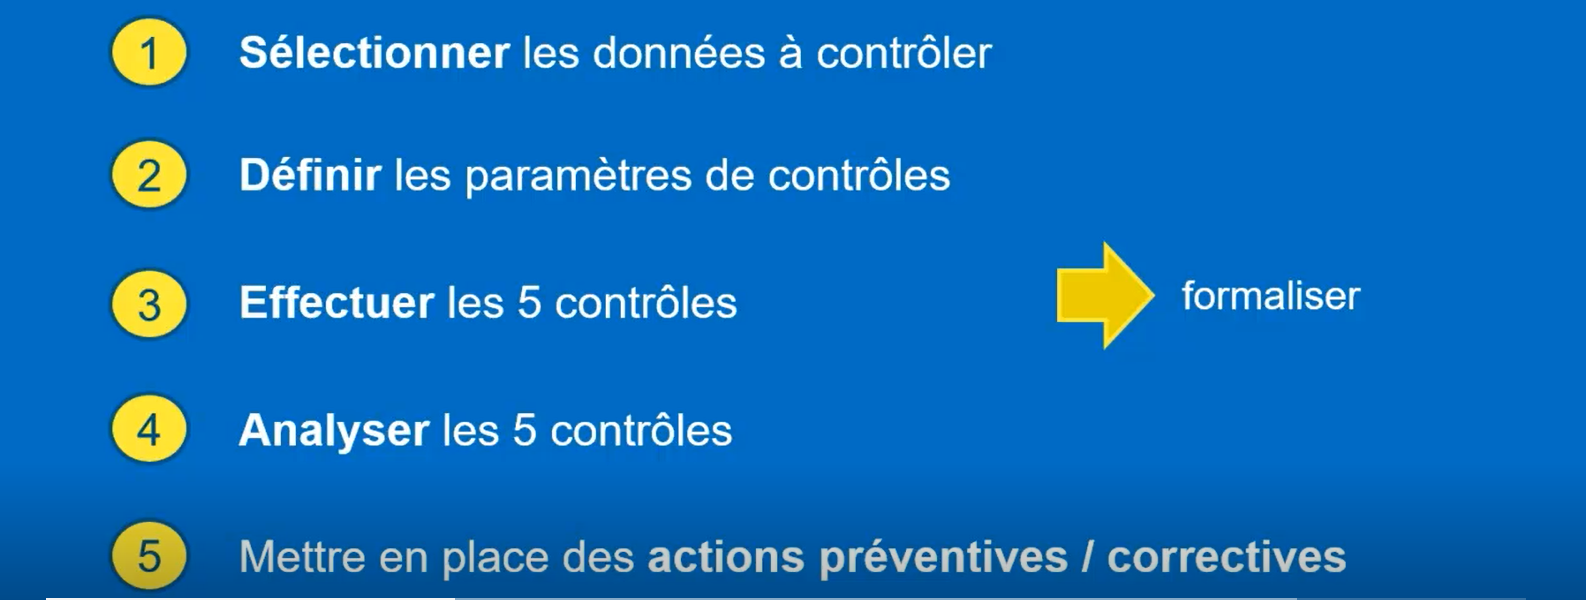 1 Sélectionner les données à contrôler
2 Définir les paramètres de contrôles
3 Effectuer les 5 contrôles
formaliser
4 Analyser les 5 contrôles
5 Mettre en place des actions préventives / correctives